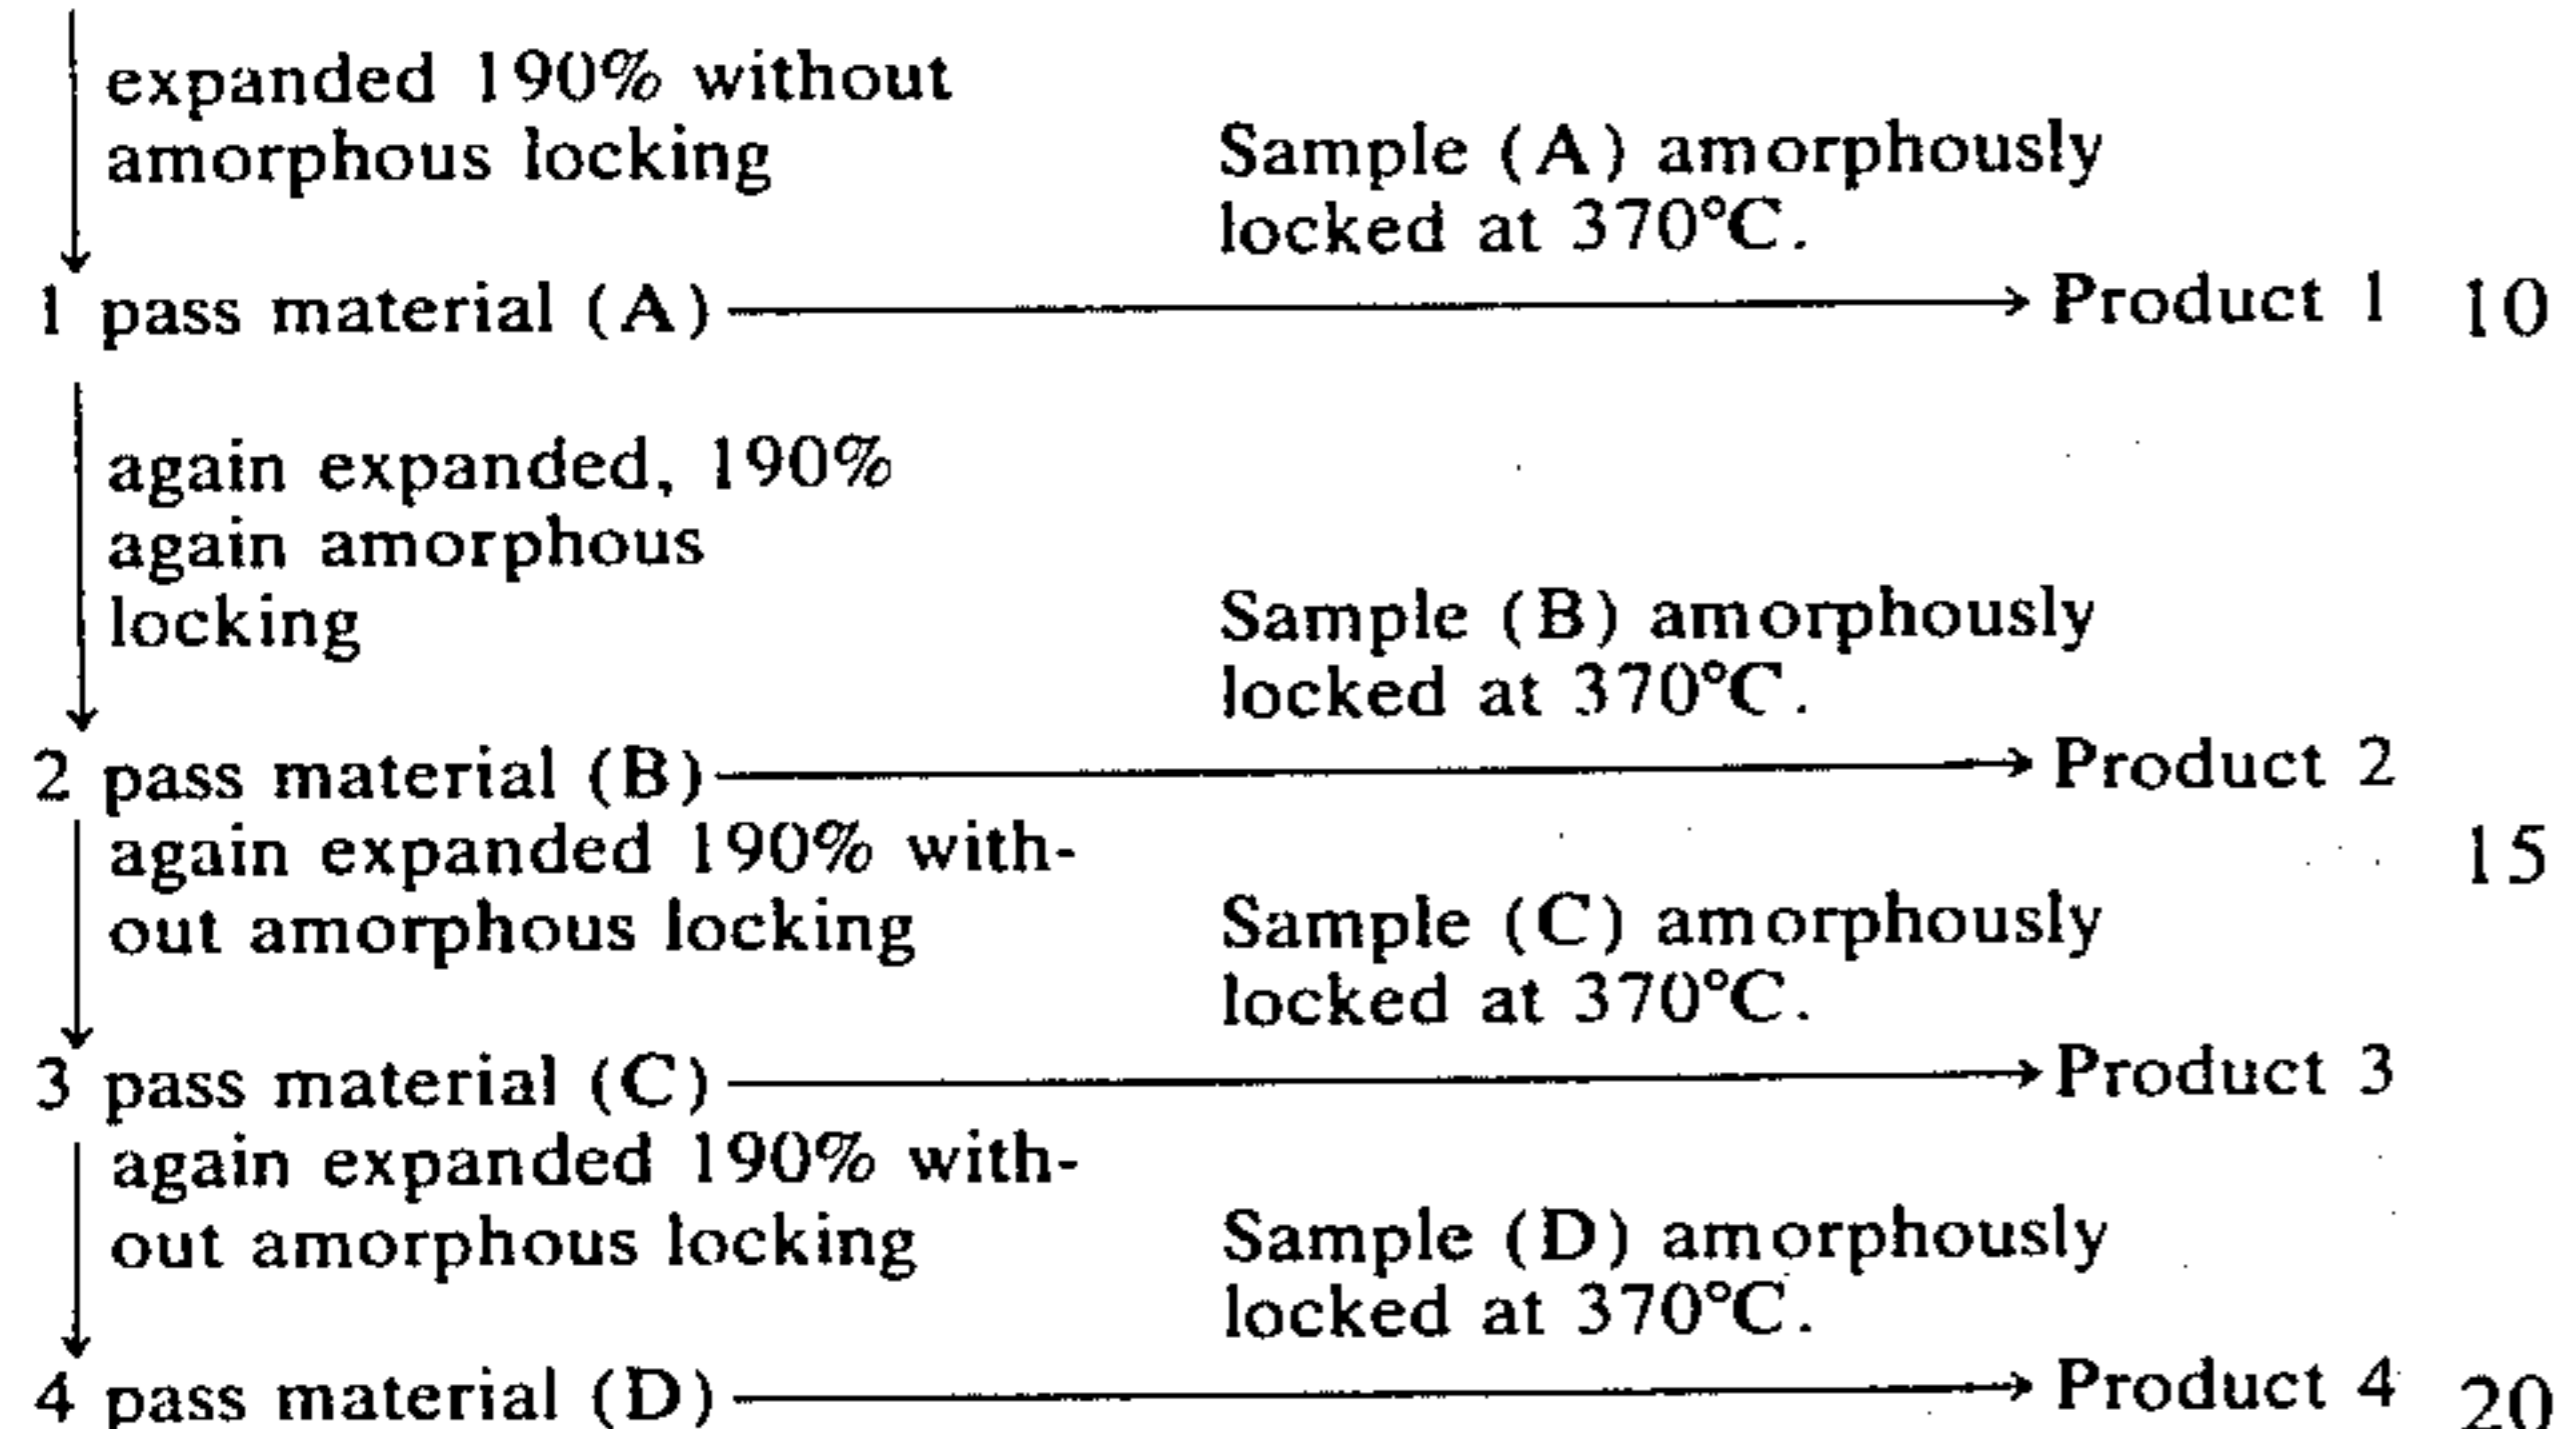 expanded 190% without
amorphous locking
Sample (A) amorphously
locked at 370°C.
1 pass material (A) Product 1 10
again expanded, 190%
again amorphous
locking
Sample (B) amorphously
locked at 370°C.
2 pass material (B) Product 2
again expanded 190% with-
out amorphous locking
15
Sample (C) amorphously
locked at 370°C.
3 pass material (C) Product 3
again expanded 190% with-
out amorphous locking
Sample (D) amorphously
locked at 370°C.
4 pass material (D) Product 4 20